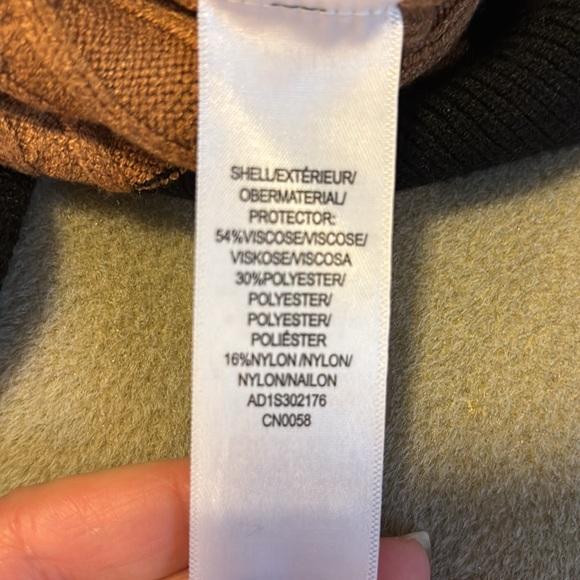 SHELL/EXTÉRIEUR/
OBERMATERIAL/
PROTECTOR:
54%VISCOSE/VISCOSE/
VISKOSE/VISCOSA
30%POLYESTER/
POLYESTER/
POLYESTER/
POLIÉSTER
16%NYLON /NYLON/
NYLON/NAILON
AD1S302176
CN0058